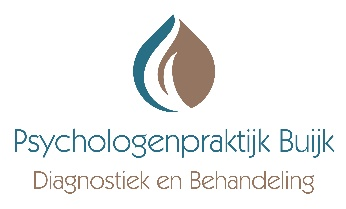 Psychologenpraktijk Buijk
Diagnostiek en Behandeling